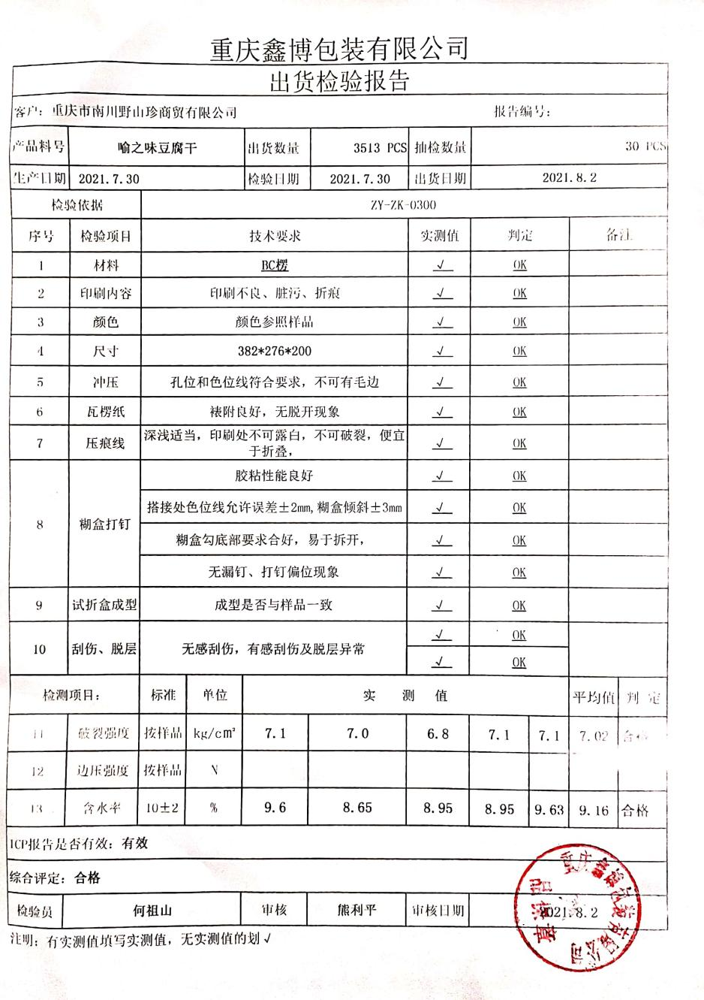 重庆鑫博包装有限公司
出货检验报告
客户：重庆市南川野山珍商贸有限公司 报告编号：
产品料号 喻之味豆腐干 出货数量 3513 PCS 抽检数量 30 PCS
生产日期 2021.7.30 检验日期 2021.7.30 出货日期 2021.8.2
检验依据 ZY-ZK-0300
序号 检验项目 技术要求 实测值 判定 备注
1 材料 BC楞 √ OK
2 印刷内容 印刷不良、脏污、折痕 √ OK
3 颜色 颜色参照样品 √ OK
4 尺寸 382*276*200 √ OK
5 冲压 孔位和色位线符合要求，不可有毛边 √ OK
6 瓦楞纸 裱附良好，无脱开现象 √ OK
7 压痕线 深浅适当，印刷处不可露白，不可破裂，便宜 √ OK
于折叠，
8 糊盒打钉 胶粘性能良好 √ OK
搭接处色位线允许误差±2mm,糊盒倾斜±3mm √ OK
糊盒勾底部要求合好，易于拆开， √ OK
无漏钉、打钉偏位现象 √ OK
9 试折盒成型 成型是否与样品一致 √ OK
10 刮伤、脱层 无感刮伤，有感刮伤及脱层异常 √ OK
√ OK
检测项目： 标准 单位 实 测 值 平均值 判 定
11 破裂强度 按样品 kg/cm² 7.1 7.0 6.8 7.1 7.1 7.02 合格
12 边压强度 按样品 N
13 含水率 10±2 % 9.6 8.65 8.95 8.95 9.63 9.16 合格
ICP报告是否有效：有效
综合评定：合格
检验员 何祖山 审核 熊利平 审核日期 2021.8.2
注明：有实测值填写实测值，无实测值的划√
重庆鑫博包装有限公司